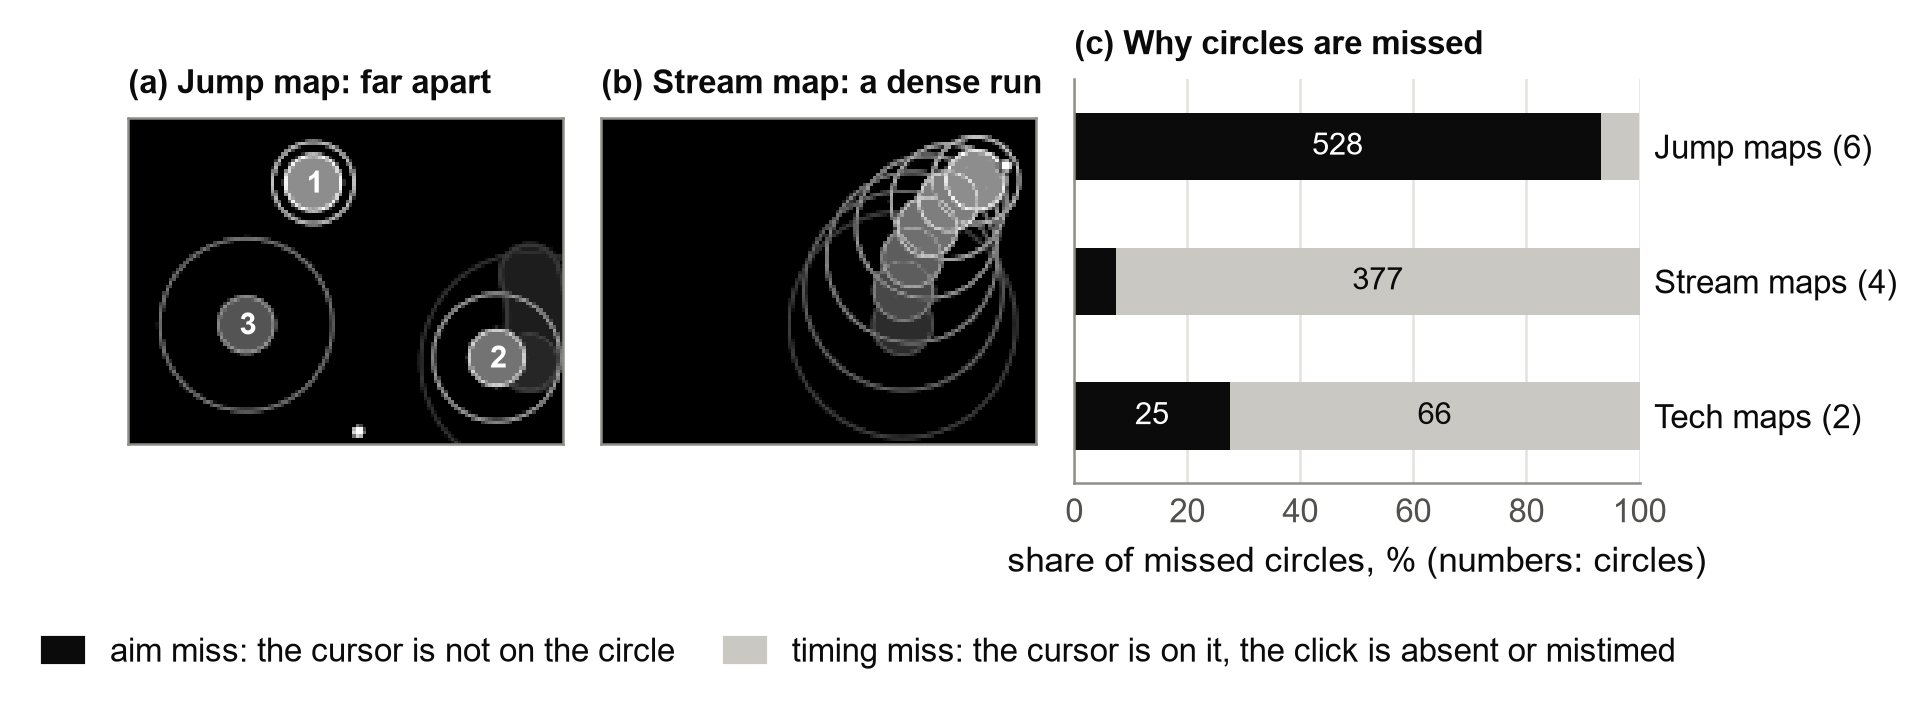 (a) Jump map: far apart
1
3
2
(b) Stream map: a dense run
(c) Why circles are missed
528
Jump maps (6)
377
Stream maps (4)
25
66
Tech maps (2)
0 20 40 60 80 100
share of missed circles, % (numbers: circles)
aim miss: the cursor is not on the circle
timing miss: the cursor is on it, the click is absent or mistimed